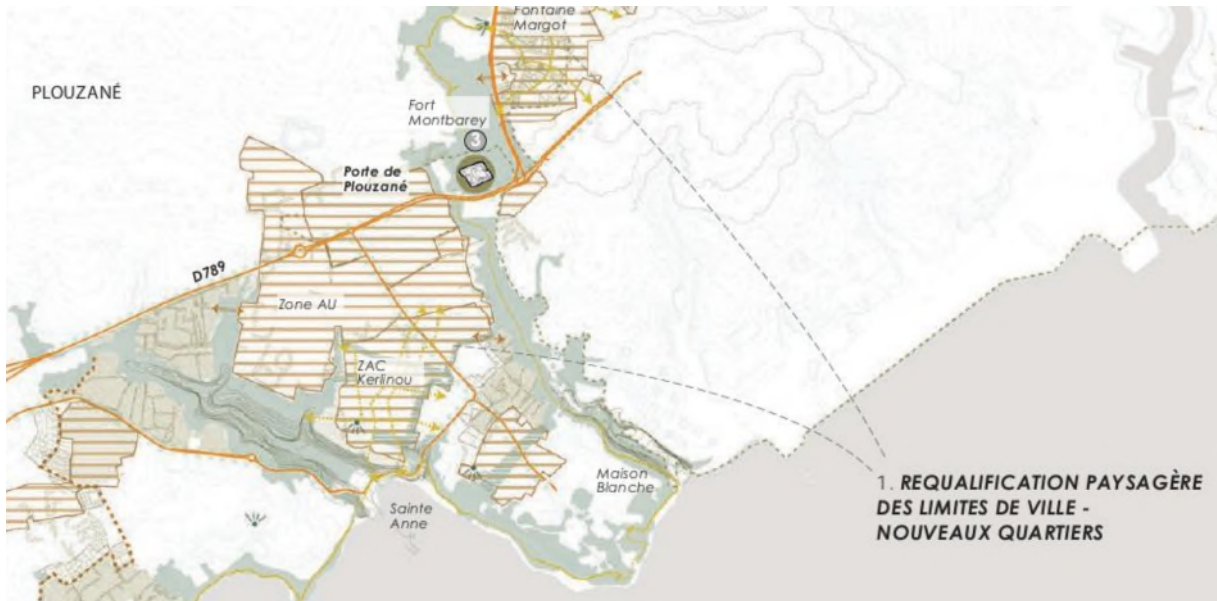 Fontaine
Margot
PLOUZANÉ
Fort
Montbarey
3
Porte de
Plouzané
D789
Zone AU
ZAC
Kerlinou
Maison
Blanche
Sainte
Anne
1. REQUALIFICATION PAYSAGÈRE
DES LIMITES DE VILLE -
NOUVEAUX QUARTIERS